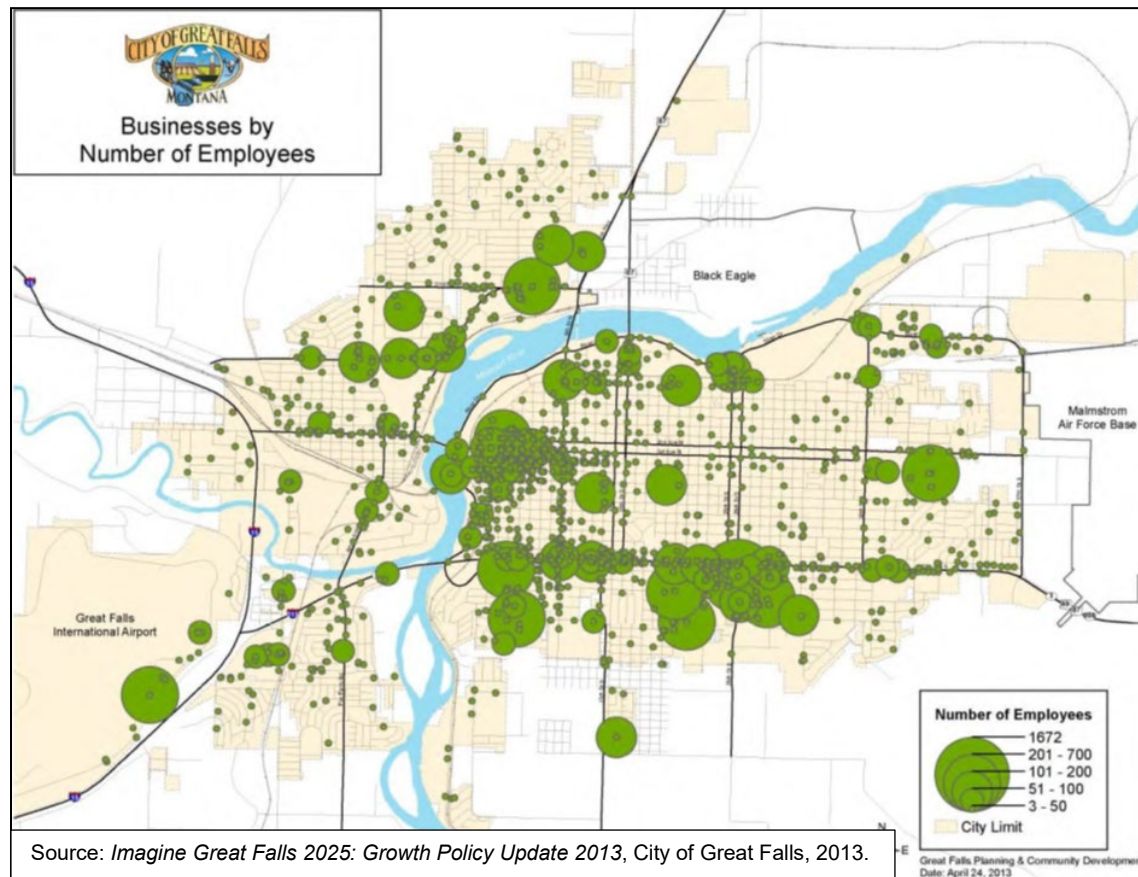 CITY OF GREAT FALLS
MONTANA
Businesses by
Number of Employees
Black Eagle
Missouri River
Malmstrom
Air Force Base
Great Falls
International Airport
Number of Employees
1672
201 - 700
101 - 200
51 - 100
3 - 50
City Limit
N
E
Source: Imagine Great Falls 2025: Growth Policy Update 2013, City of Great Falls, 2013.
Great Falls Planning & Community Developmen
Date: April 24, 2013